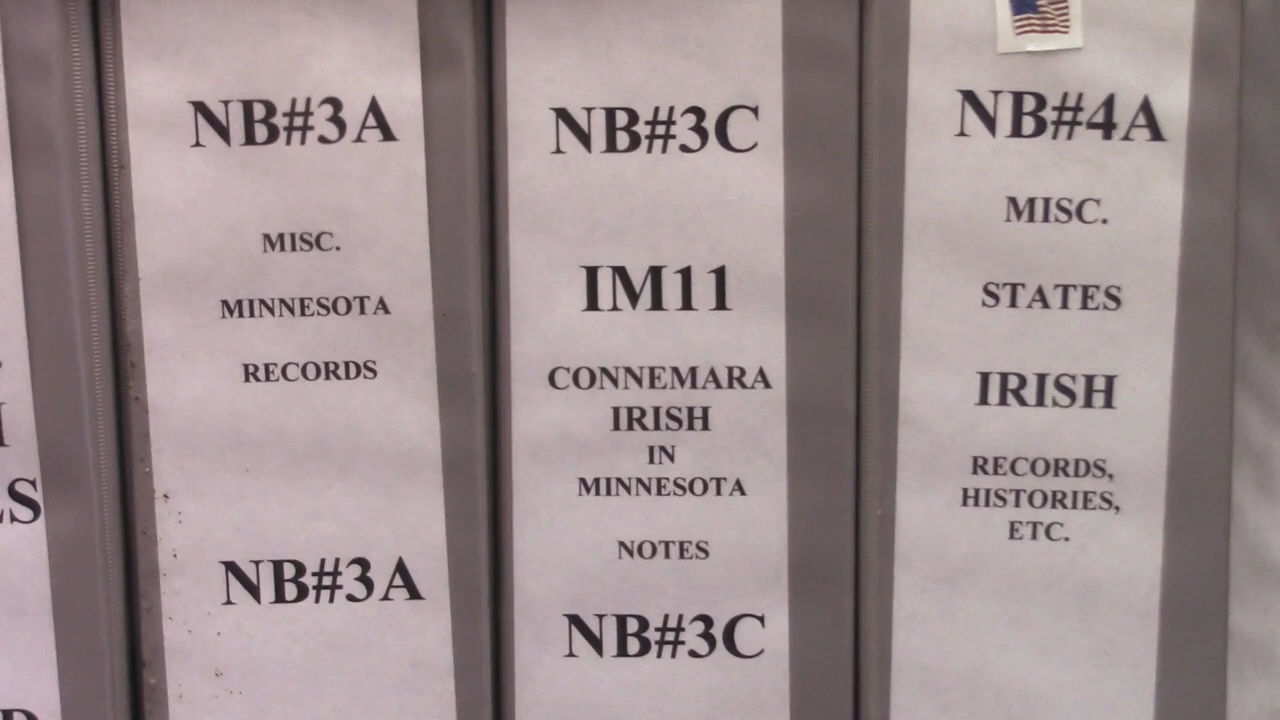 NB#3A
MISC.
MINNESOTA
RECORDS
NB#3A
NB#3C
IM11
CONNEMARA
IRISH
IN
MINNESOTA
NOTES
NB#3C
NB#4A
MISC.
STATES
IRISH
RECORDS,
HISTORIES,
ETC.